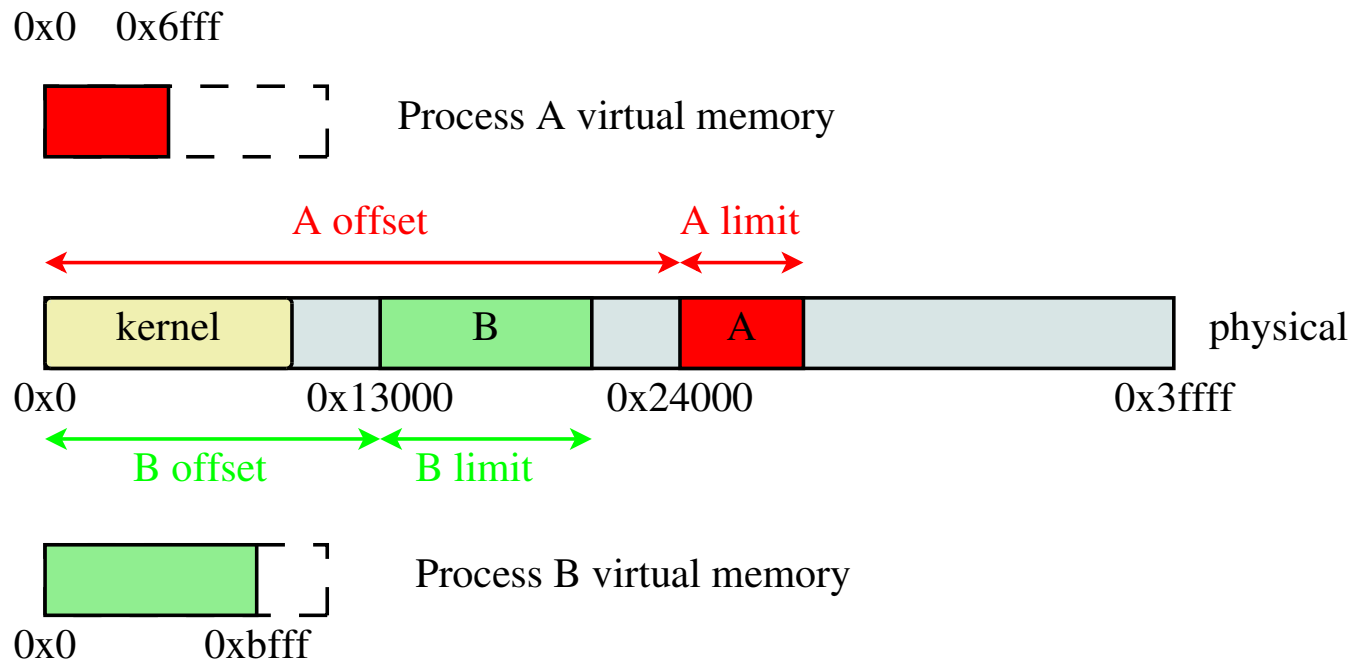 0x0 0x6fff
Process A virtual memory
A offset A limit
kernel B A physical
0x0 0x13000 0x24000 0x3ffff
B offset B limit
Process B virtual memory
0x0 0xbfff